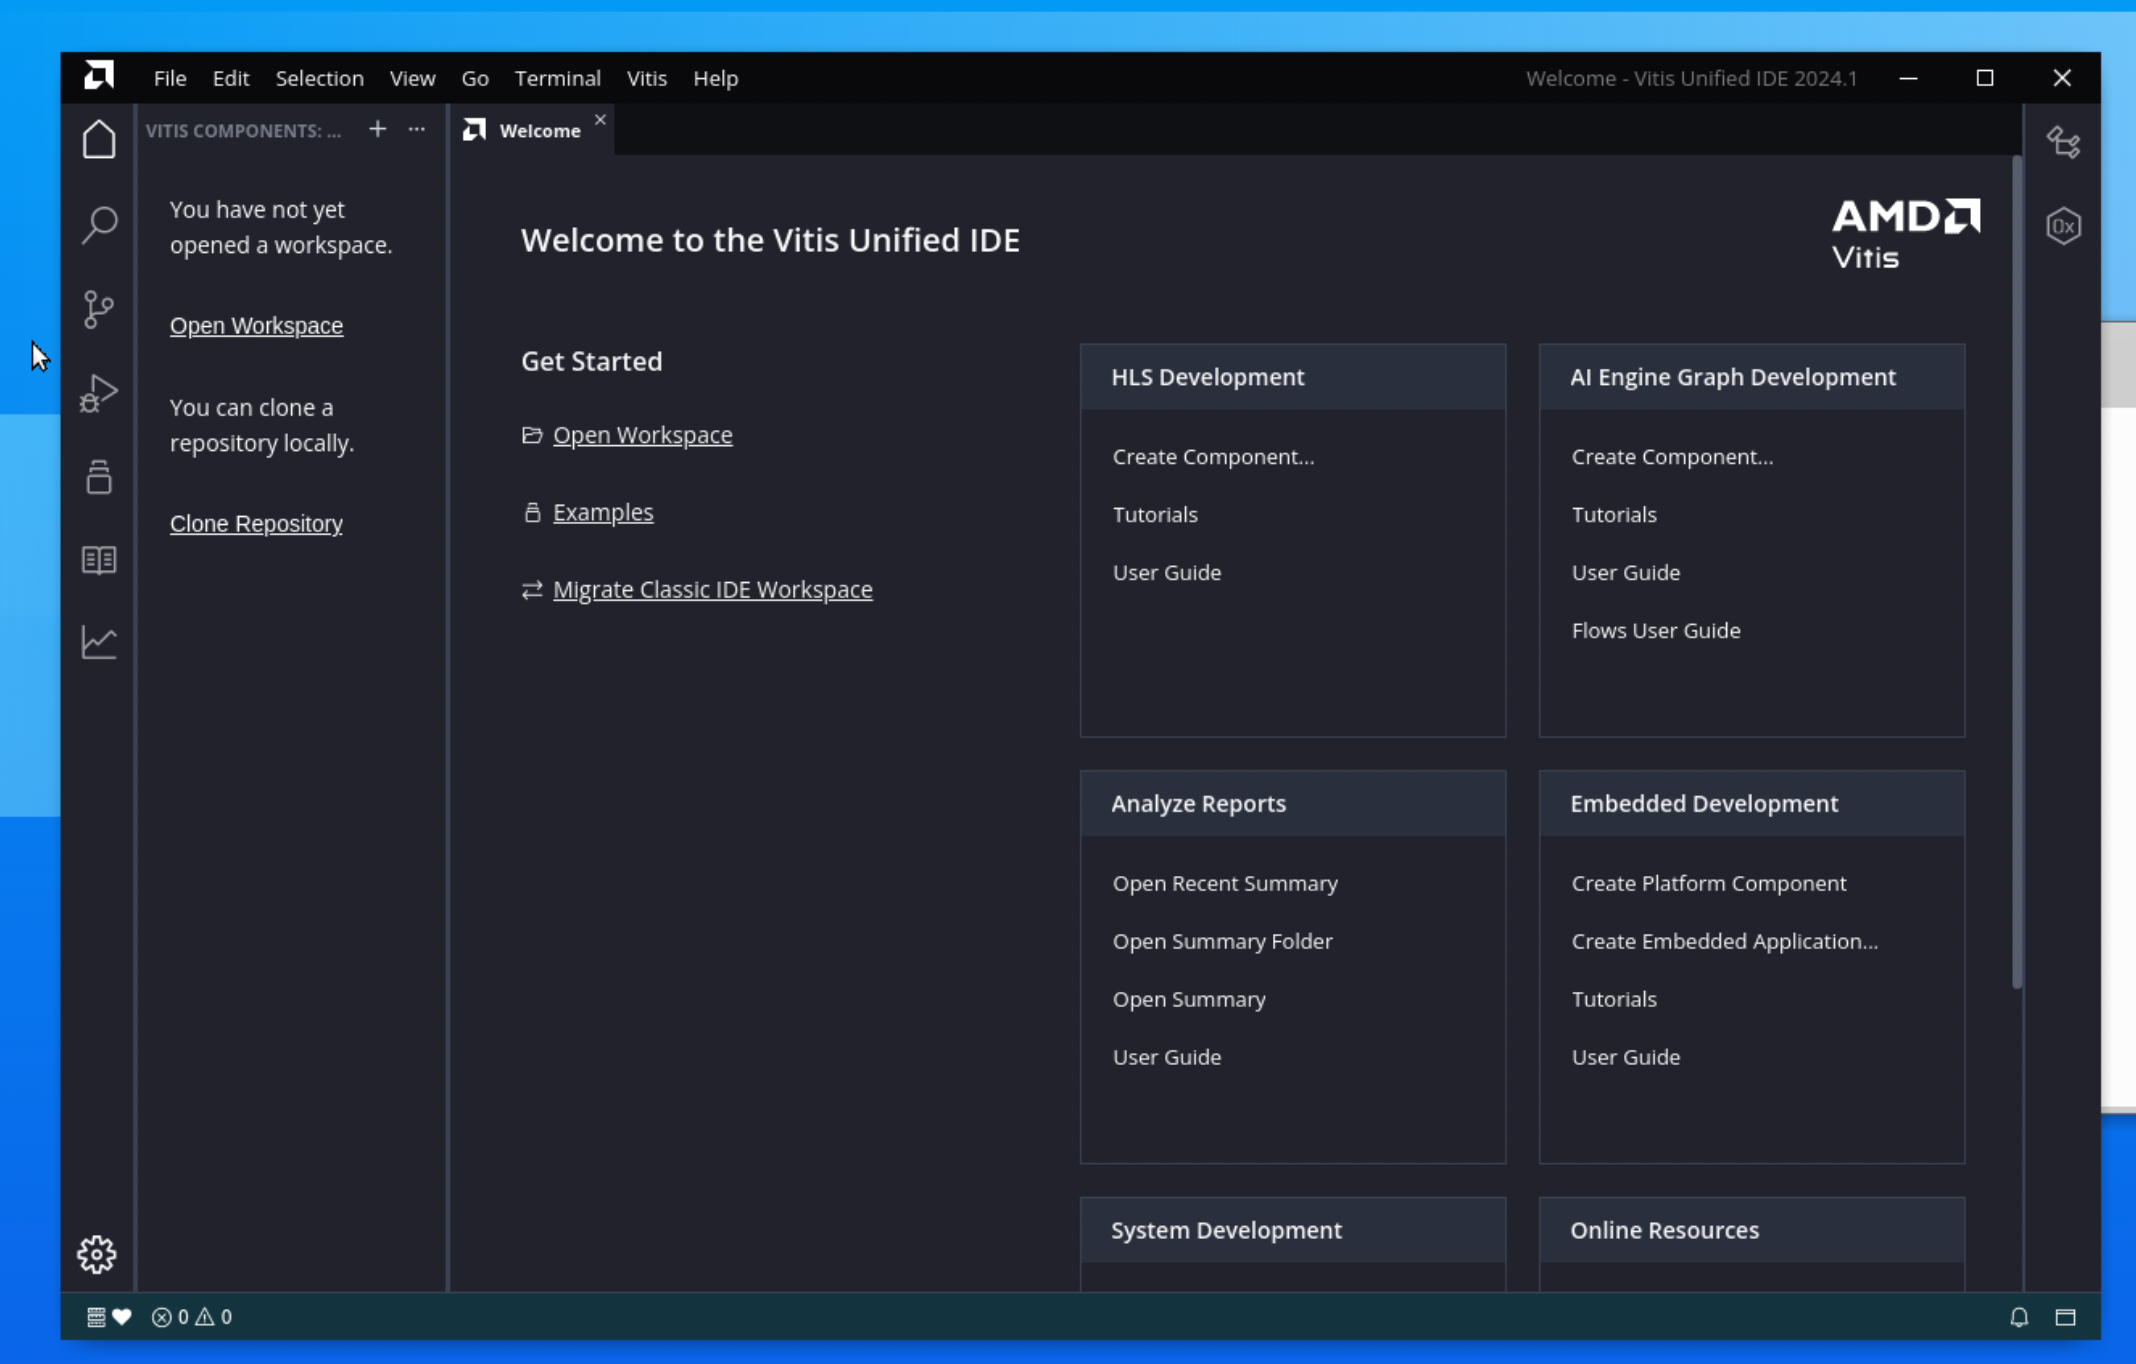 File Edit Selection View Go Terminal Vitis Help
Welcome - Vitis Unified IDE 2024.1
VITIS COMPONENTS: ...
Welcome
You have not yet
opened a workspace.
Open Workspace
You can clone a
repository locally.
Clone Repository
Welcome to the Vitis Unified IDE
AMD
Vitis
Get Started
Open Workspace
Examples
Migrate Classic IDE Workspace
HLS Development
Create Component...
Tutorials
User Guide
AI Engine Graph Development
Create Component...
Tutorials
User Guide
Flows User Guide
Analyze Reports
Open Recent Summary
Open Summary Folder
Open Summary
User Guide
Embedded Development
Create Platform Component
Create Embedded Application...
Tutorials
User Guide
System Development
Online Resources
0x
0 0